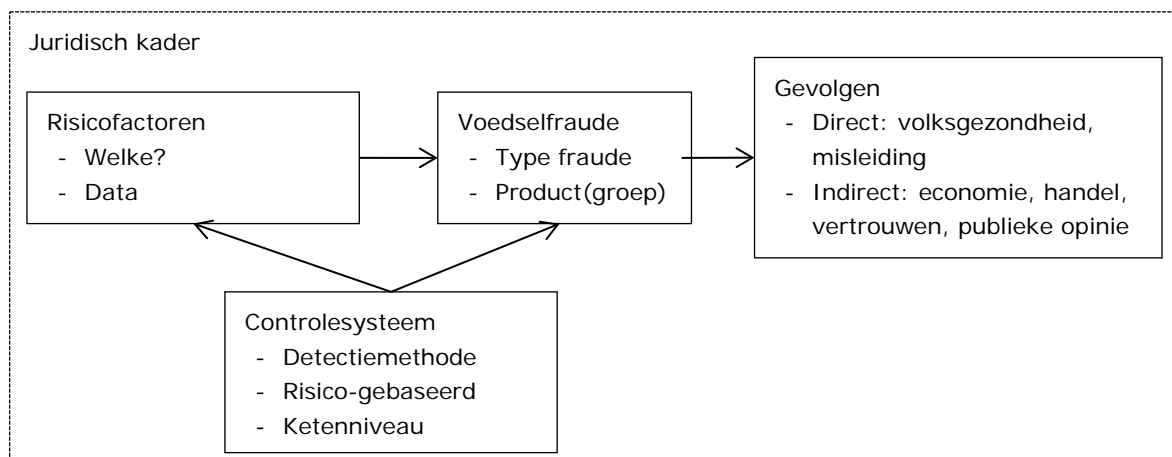 Juridisch kader
Risicofactoren
- Welke?
- Data
Voedselfraude
- Type fraude
- Product(groep)
Gevolgen
- Direct: volksgezondheid,
misleiding
- Indirect: economie, handel,
vertrouwen, publieke opinie
Controlesysteem
- Detectiemethode
- Risico-gebaseerd
- Ketenniveau